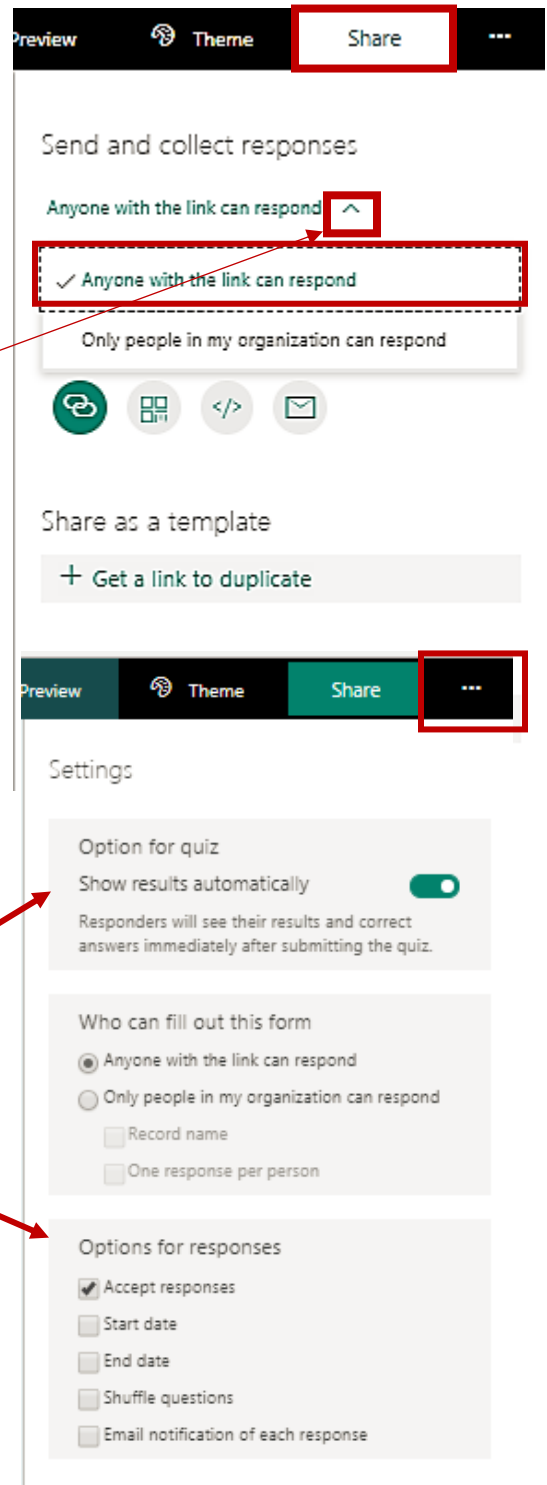 Preview Theme Share ...
Send and collect responses
Anyone with the link can respond
Anyone with the link can respond
Only people in my organization can respond
</>
Share as a template
+ Get a link to duplicate
Preview Theme Share ...
Settings
Option for quiz
Show results automatically
Responders will see their results and correct
answers immediately after submitting the quiz.
Who can fill out this form
Anyone with the link can respond
Only people in my organization can respond
Record name
One response per person
Options for responses
Accept responses
Start date
End date
Shuffle questions
Email notification of each response